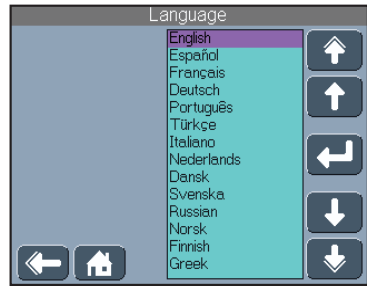 Language
English
Español
Français
Deutsch
Português
Türkçe
Italiano
Nederlands
Dansk
Svenska
Russian
Norsk
Finnish
Greek